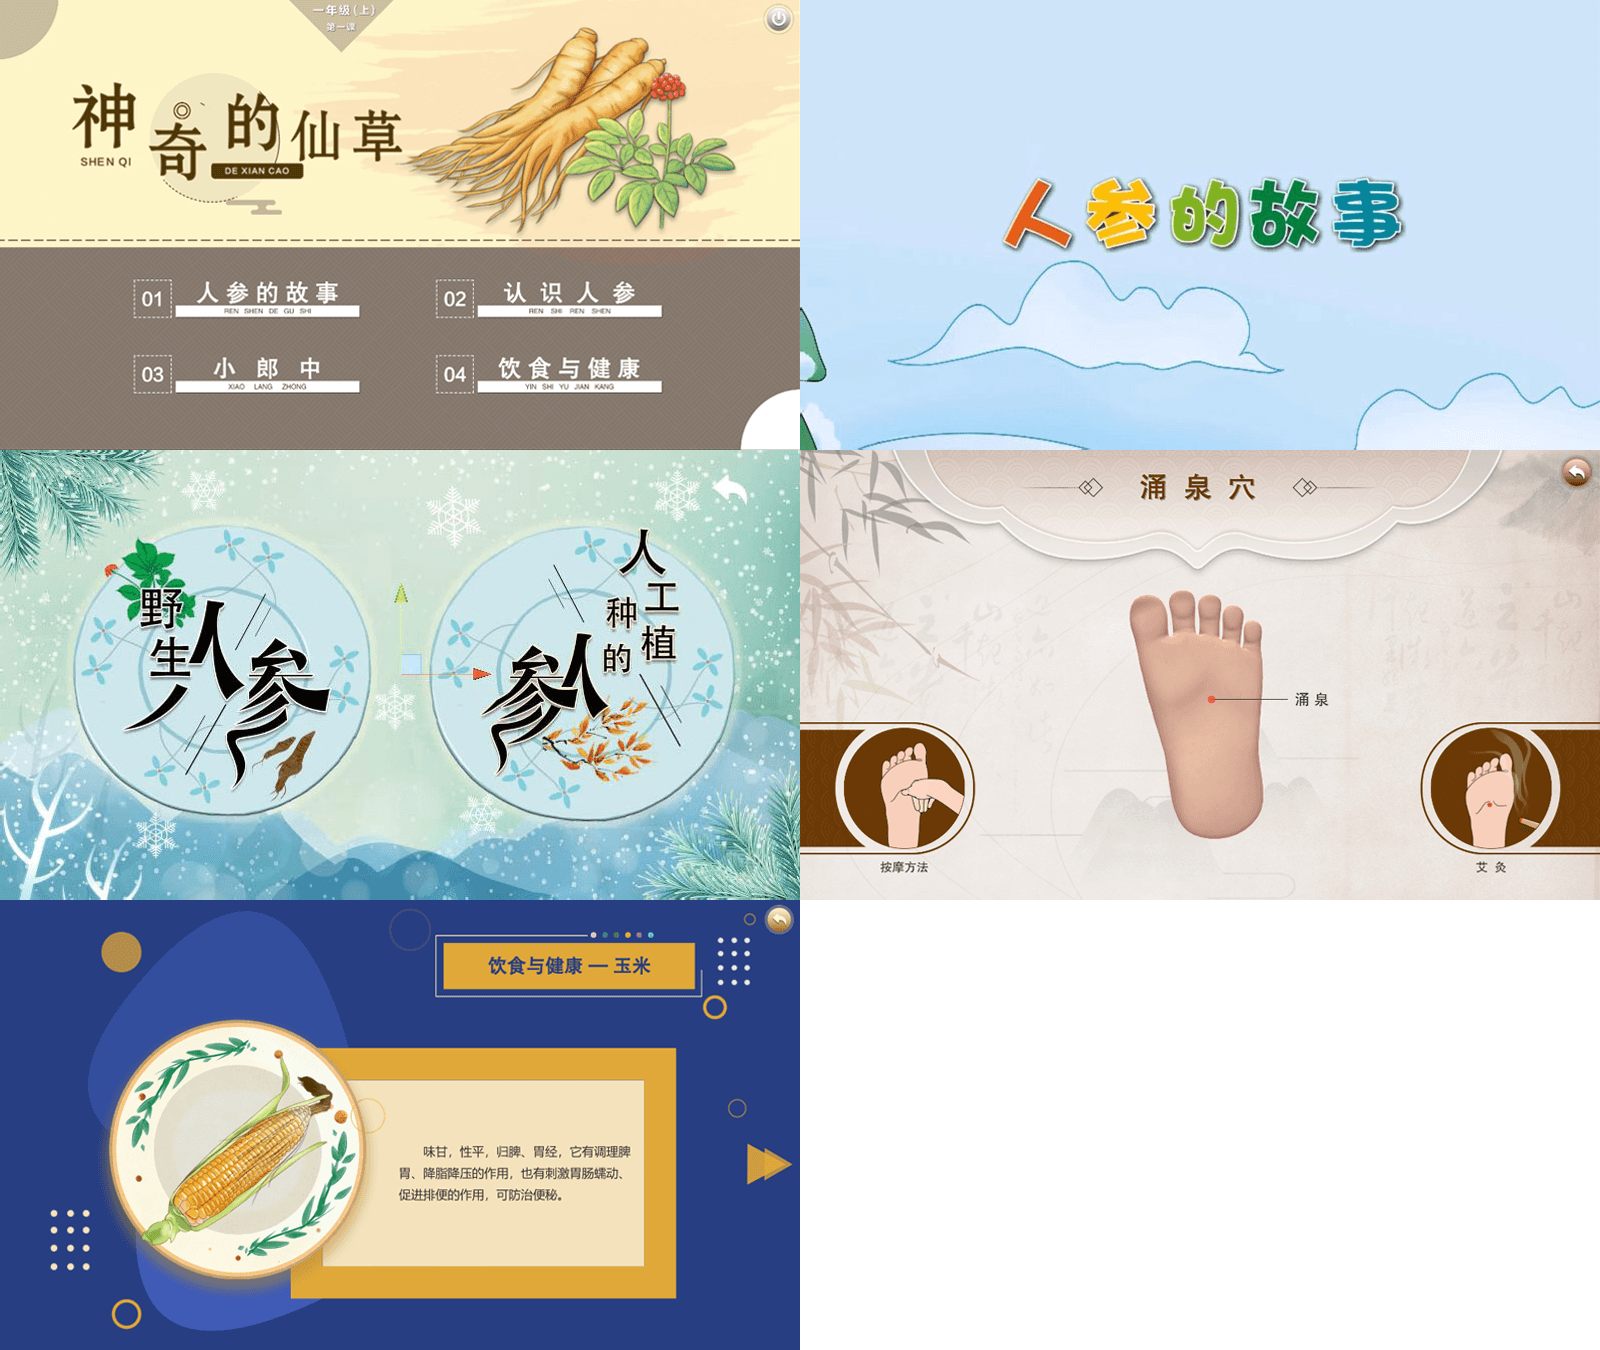 一年级(上)
第一课
神奇的仙草
SHEN QI
DE XIAN CAO
01
人参的故事
REN SHEN DE GU SHI
02
认识人参
REN SHI REN SHEN
03
小郎中
XIAO LANG ZHONG
04
饮食与健康
YIN SHI YU JIAN KANG
人参的故事
野生人参
人工种植的人参
涌泉穴
涌泉
按摩方法
艾灸
饮食与健康 — 玉米
味甘，性平，归脾、胃经，它有调理脾
胃、降脂降压的作用，也有刺激胃肠蠕动、
促进排便的作用，可防治便秘。